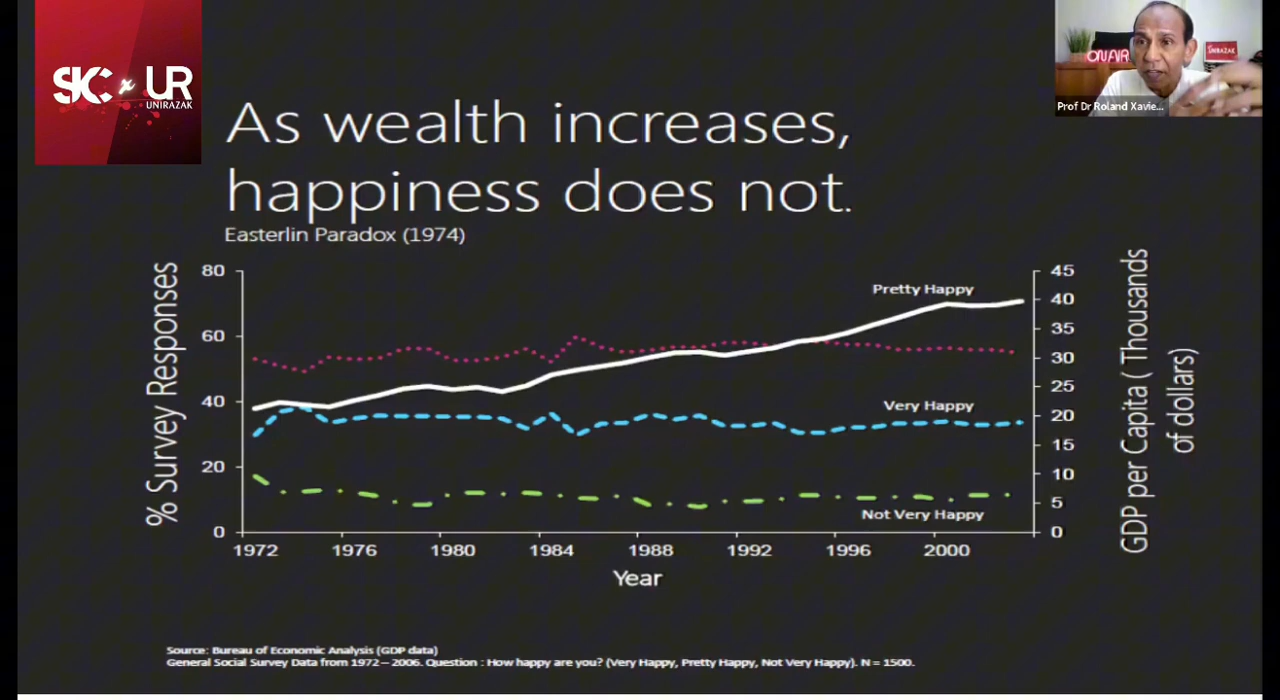 SIC x UR
UNIRAZAK
ON AIR
UNIRAZAK
Prof Dr Roland Xavie...
As wealth increases,
happiness does not.
Easterlin Paradox (1974)
% Survey Responses
80
60
40
20
0
Pretty Happy
Very Happy
Not Very Happy
45
40
35
30
25
20
15
10
5
0
GDP per Capita ( Thousands
of dollars)
1972 1976 1980 1984 1988 1992 1996 2000
Year
Source: Bureau of Economic Analysis (GDP data)
General Social Survey Data from 1972 – 2006. Question : How happy are you? (Very Happy, Pretty Happy, Not Very Happy). N = 1500.